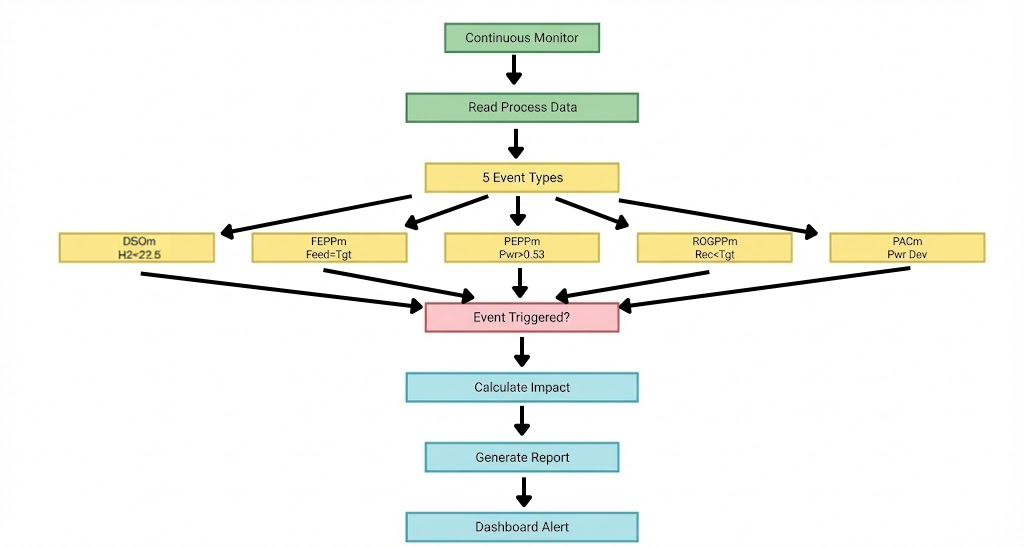 Continuous Monitor
Read Process Data
5 Event Types
DSOm
H2<22.5
FEPPm
Feed=Tgt
PEPPm
Pwr>0.53
ROGPPm
Rec<Tgt
PACm
Pwr Dev
Event Triggered?
Calculate Impact
Generate Report
Dashboard Alert